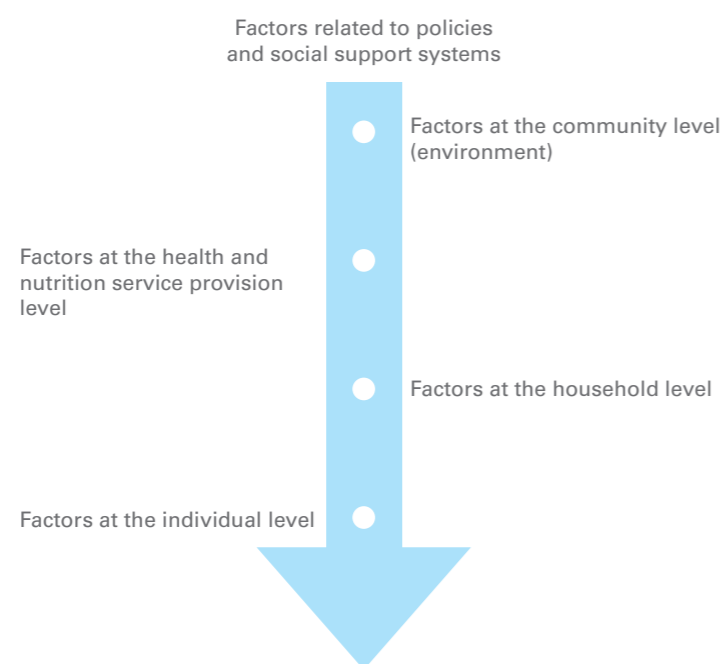 Factors related to policies
and social support systems
Factors at the community level
(environment)
Factors at the health and
nutrition service provision
level
Factors at the household level
Factors at the individual level